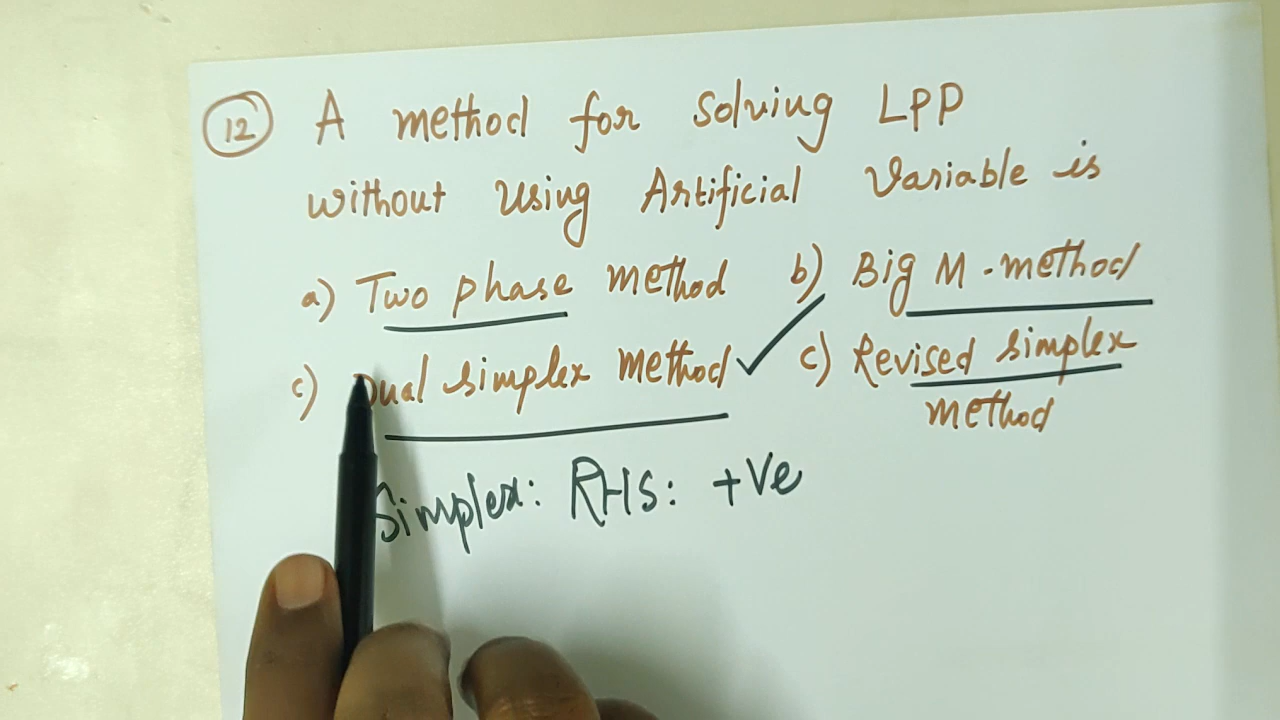 12 A method for solving LPP
without using Artificial Variable is
a) Two phase method b) Big M-method
c) Dual simplex method ✓ c) Revised simplex
method
Simplex: RHS: +ve